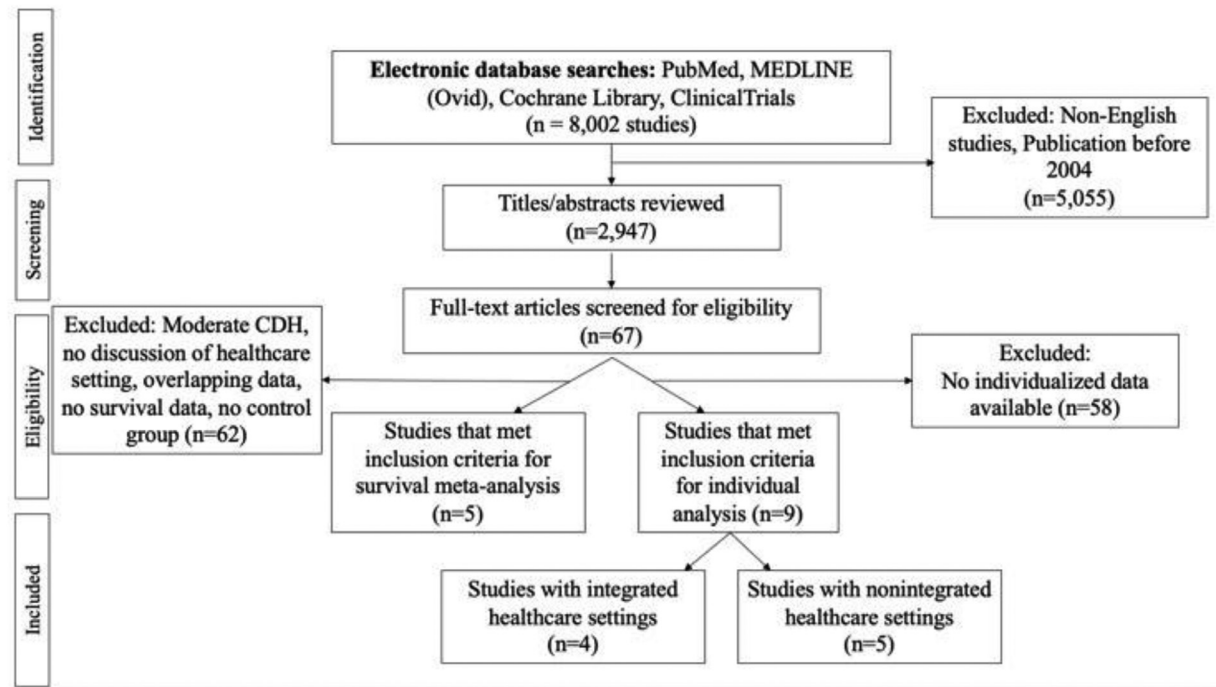 Identification
Electronic database searches: PubMed, MEDLINE
(Ovid), Cochrane Library, ClinicalTrials
(n = 8,002 studies)
Excluded: Non-English
studies, Publication before
2004
(n=5,055)
Screening
Titles/abstracts reviewed
(n=2,947)
Eligibility
Full-text articles screened for eligibility
(n=67)
Excluded: Moderate CDH,
no discussion of healthcare
setting, overlapping data,
no survival data, no control
group (n=62)
Excluded:
No individualized data
available (n=58)
Studies that met
inclusion criteria for
survival meta-analysis
(n=5)
Studies that met
inclusion criteria
for individual
analysis (n=9)
Included
Studies with integrated
healthcare settings
(n=4)
Studies with nonintegrated
healthcare settings
(n=5)